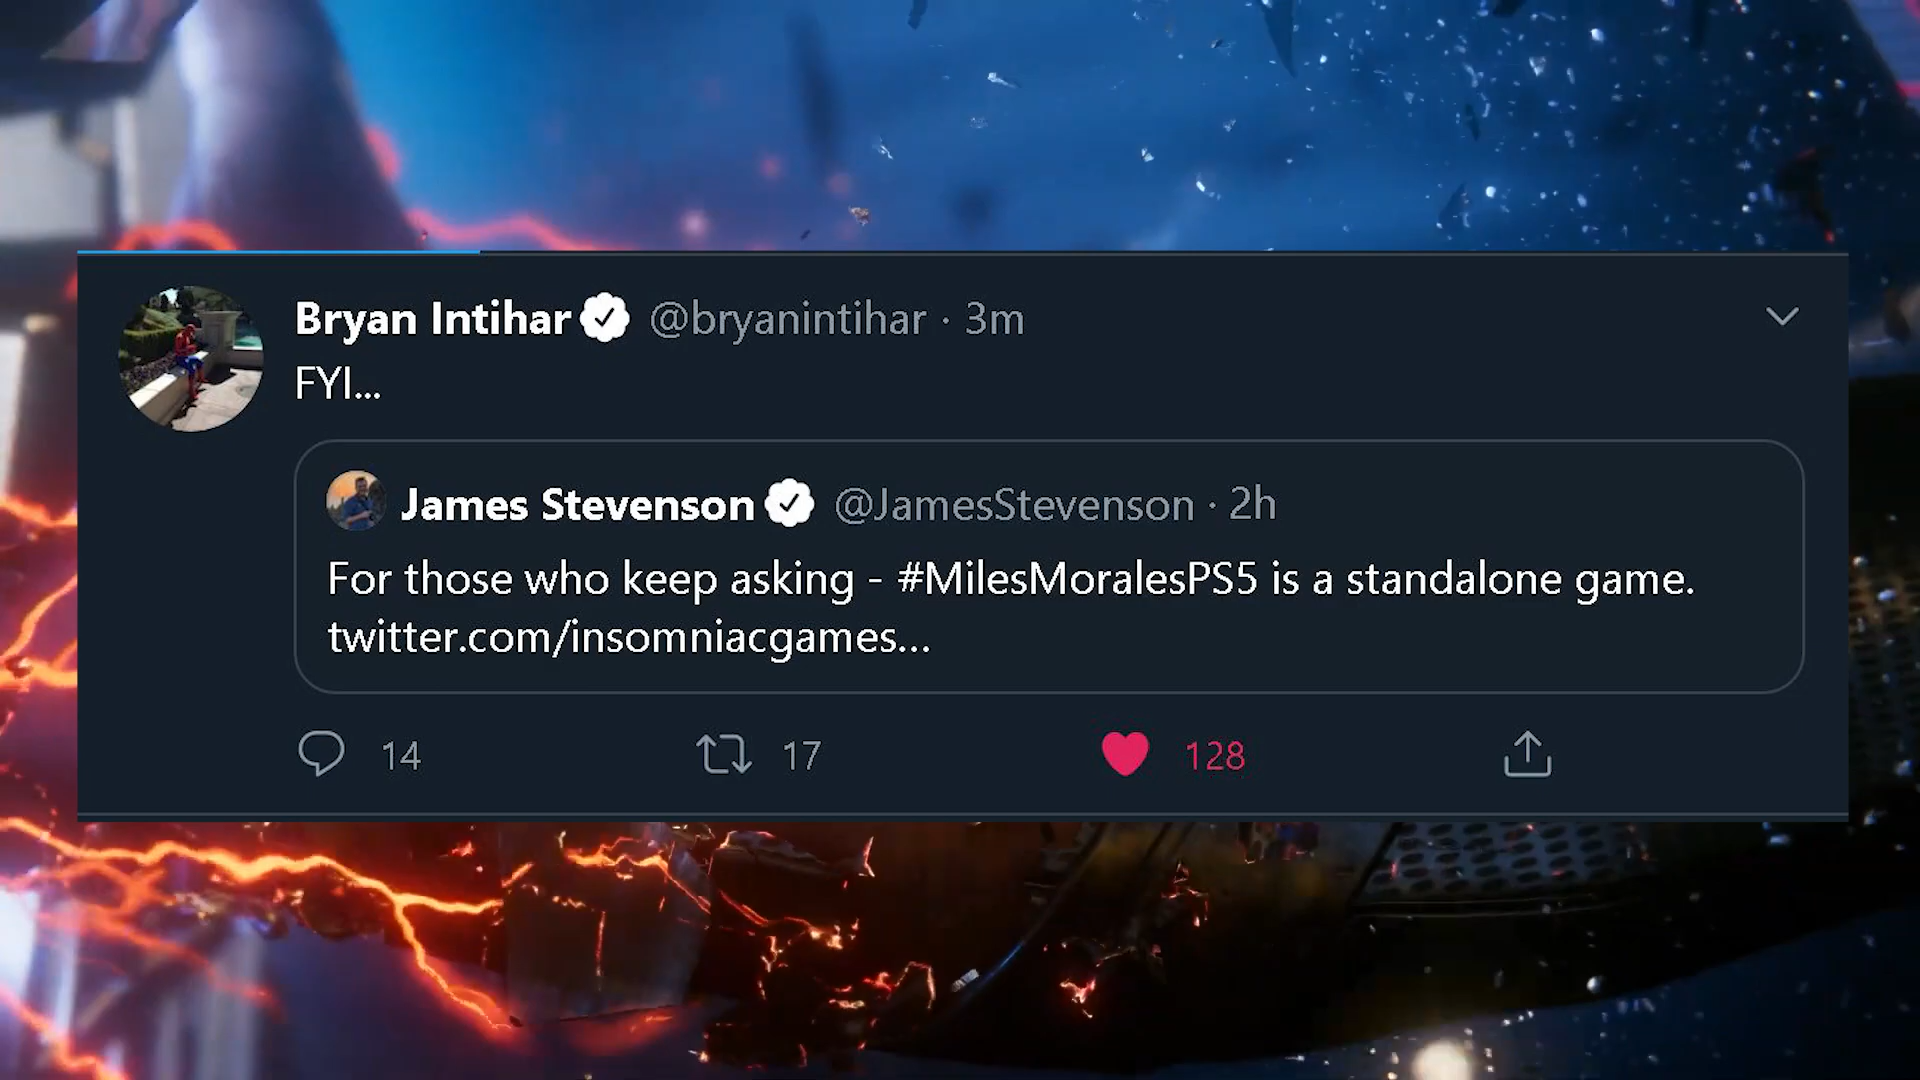 Bryan Intihar @bryanintihar · 3m
FYI...
James Stevenson @JamesStevenson · 2h
For those who keep asking - #MilesMoralesPS5 is a standalone game.
twitter.com/insomniacgames...
14 17 128